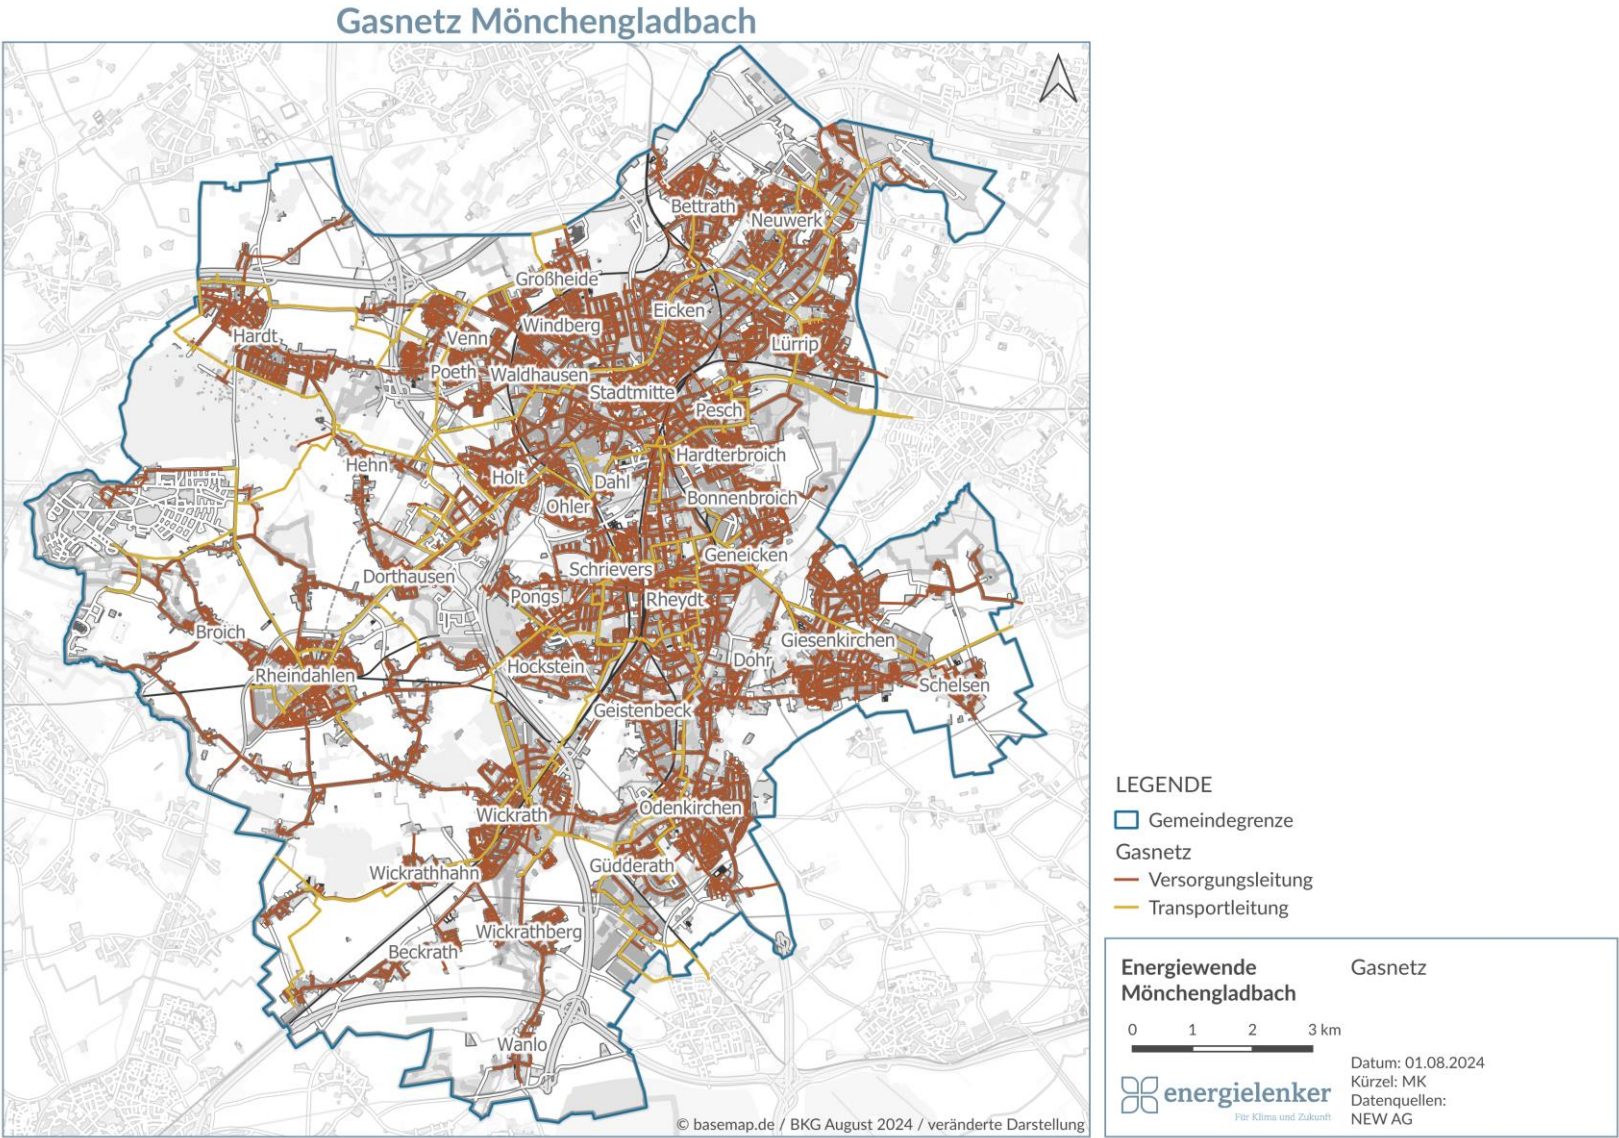 Gasnetz Mönchengladbach
Bettrath
Neuwerk
Großheide
Eicken
Windberg
Hardt
Venn
Lürrip
Poeth
Waldhausen
Stadtmitte
Pesch
Hardterbroich
Hehn
Holt
Dahl
Bonnenbroich
Ohler
Geneicken
Schrievers
Dorthausen
Pongs
Rheydt
Broich
Giesenkirchen
Dohr
Hockstein
Rheindahlen
Schelsen
Geistenbeck
Odenkirchen
Wickrath
Güdderath
Wickrathhahn
Wickrathberg
Beckrath
Wanlo
© basemap.de / BKG August 2024 / veränderte Darstellung
LEGENDE
Gemeindegrenze
Gasnetz
Versorgungsleitung
Transportleitung
Energiewende
Mönchengladbach
Gasnetz
0 1 2 3 km
energielenker
Für Klima und Zukunft
Datum: 01.08.2024
Kürzel: MK
Datenquellen:
NEW AG